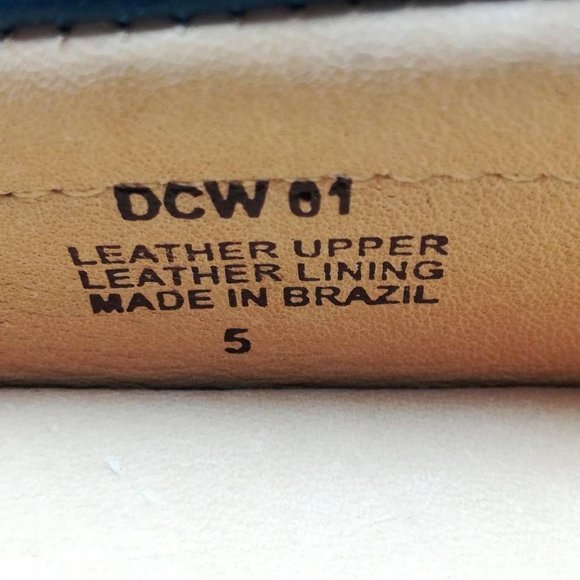 DCW 01
LEATHER UPPER
LEATHER LINING
MADE IN BRAZIL
5